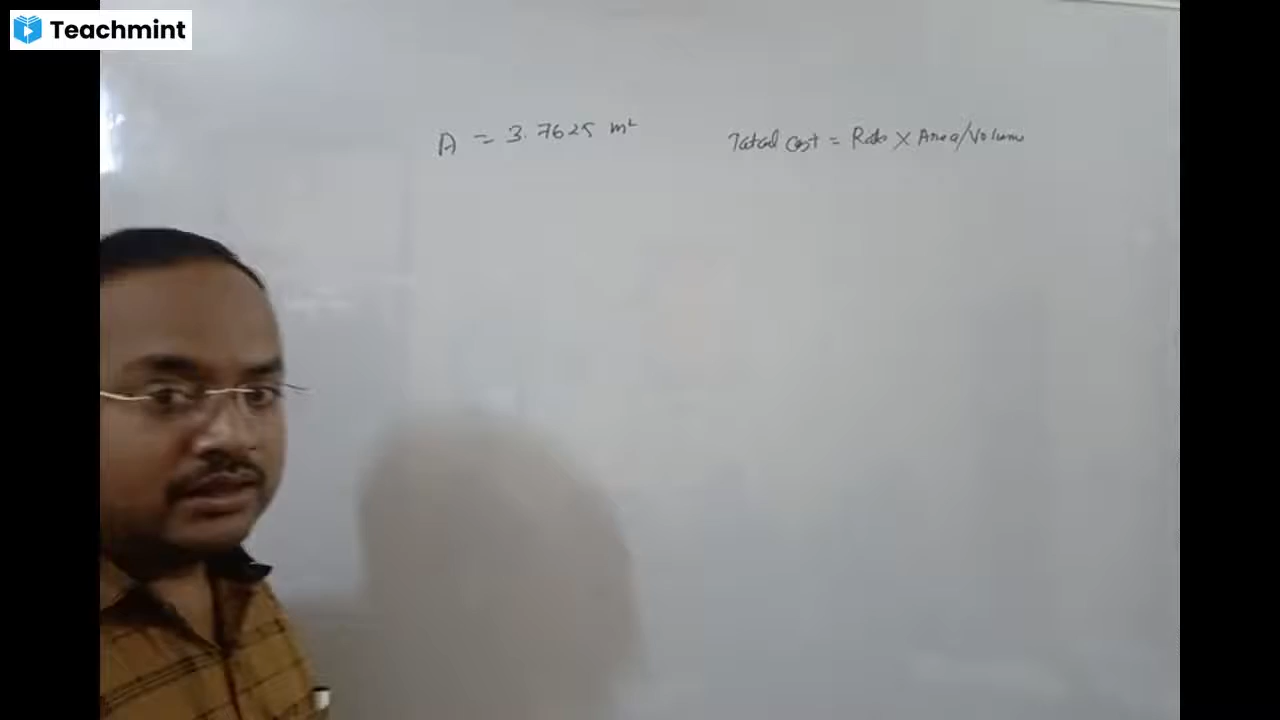 Teachmint
A = 3.7625 m²
Total Cost = Rate × Area/Volume